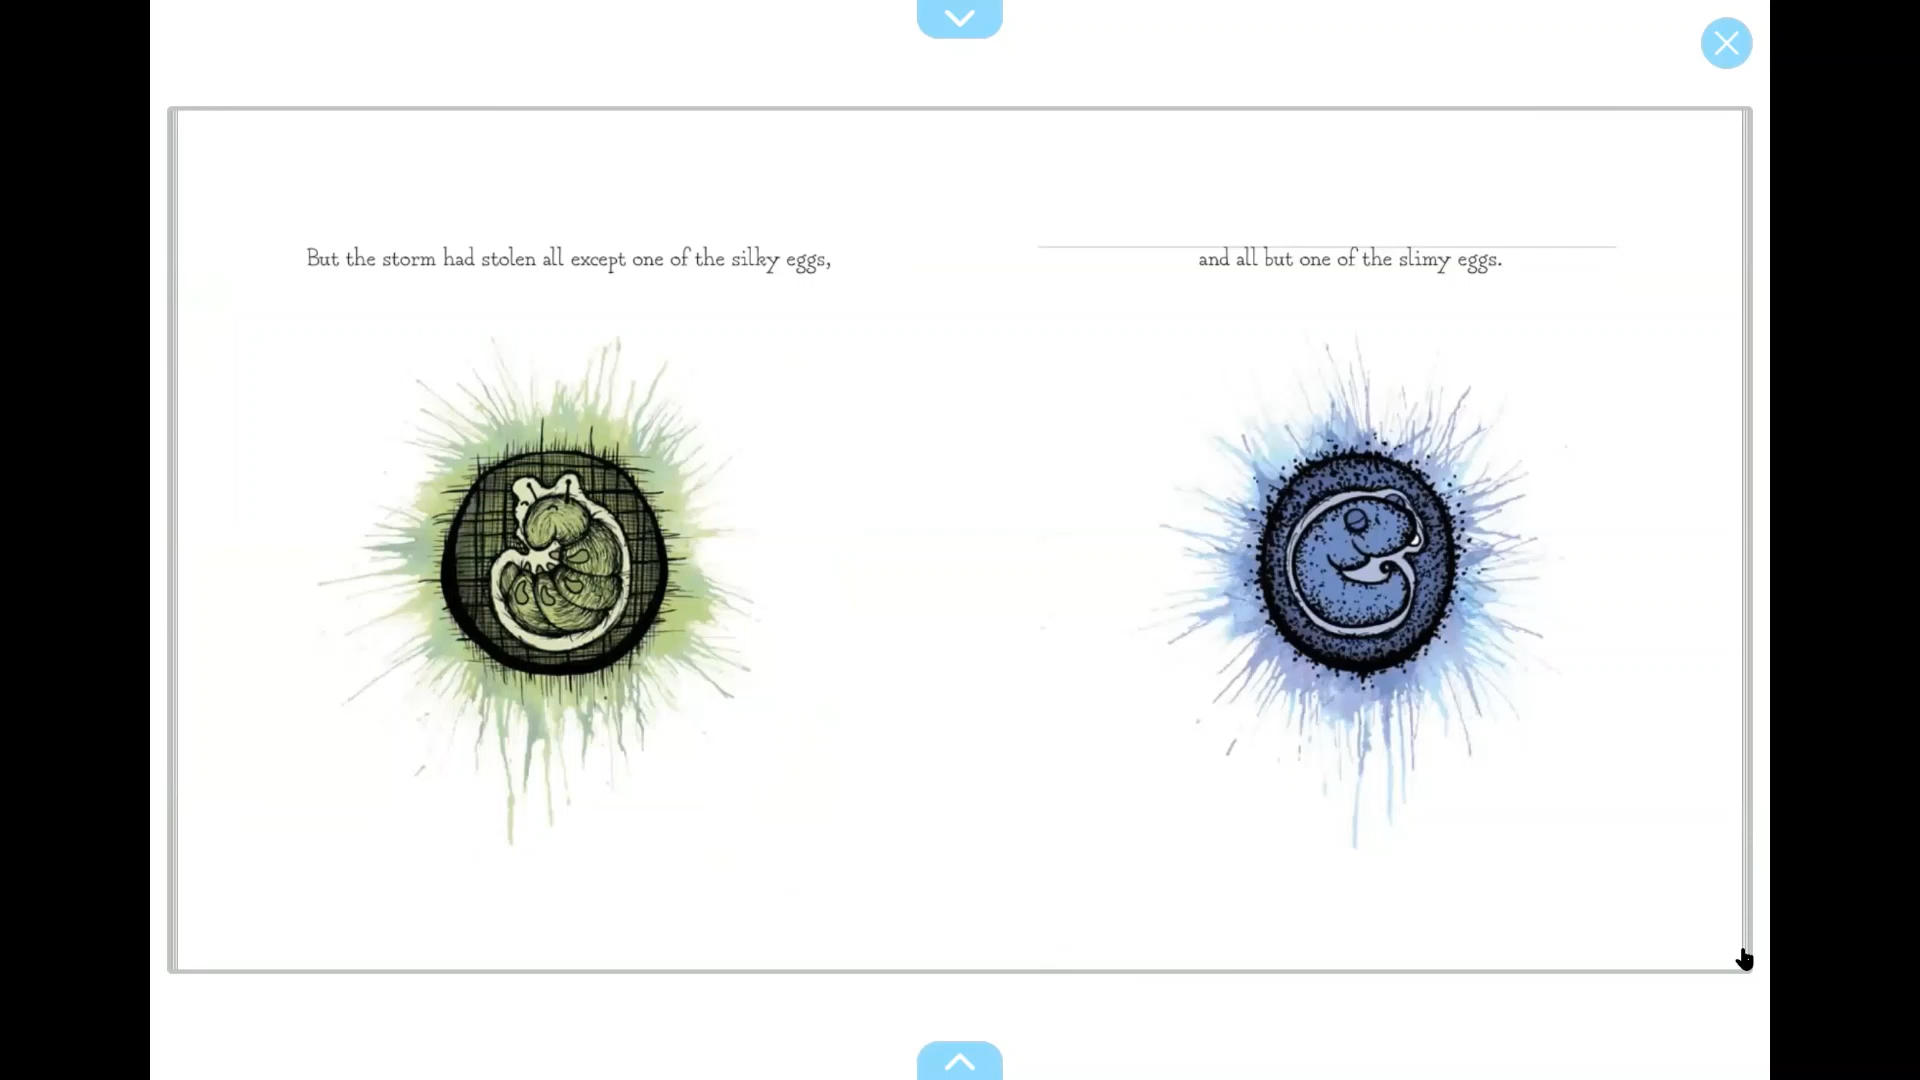 But the storm had stolen all except one of the silky eggs,
and all but one of the slimy eggs.